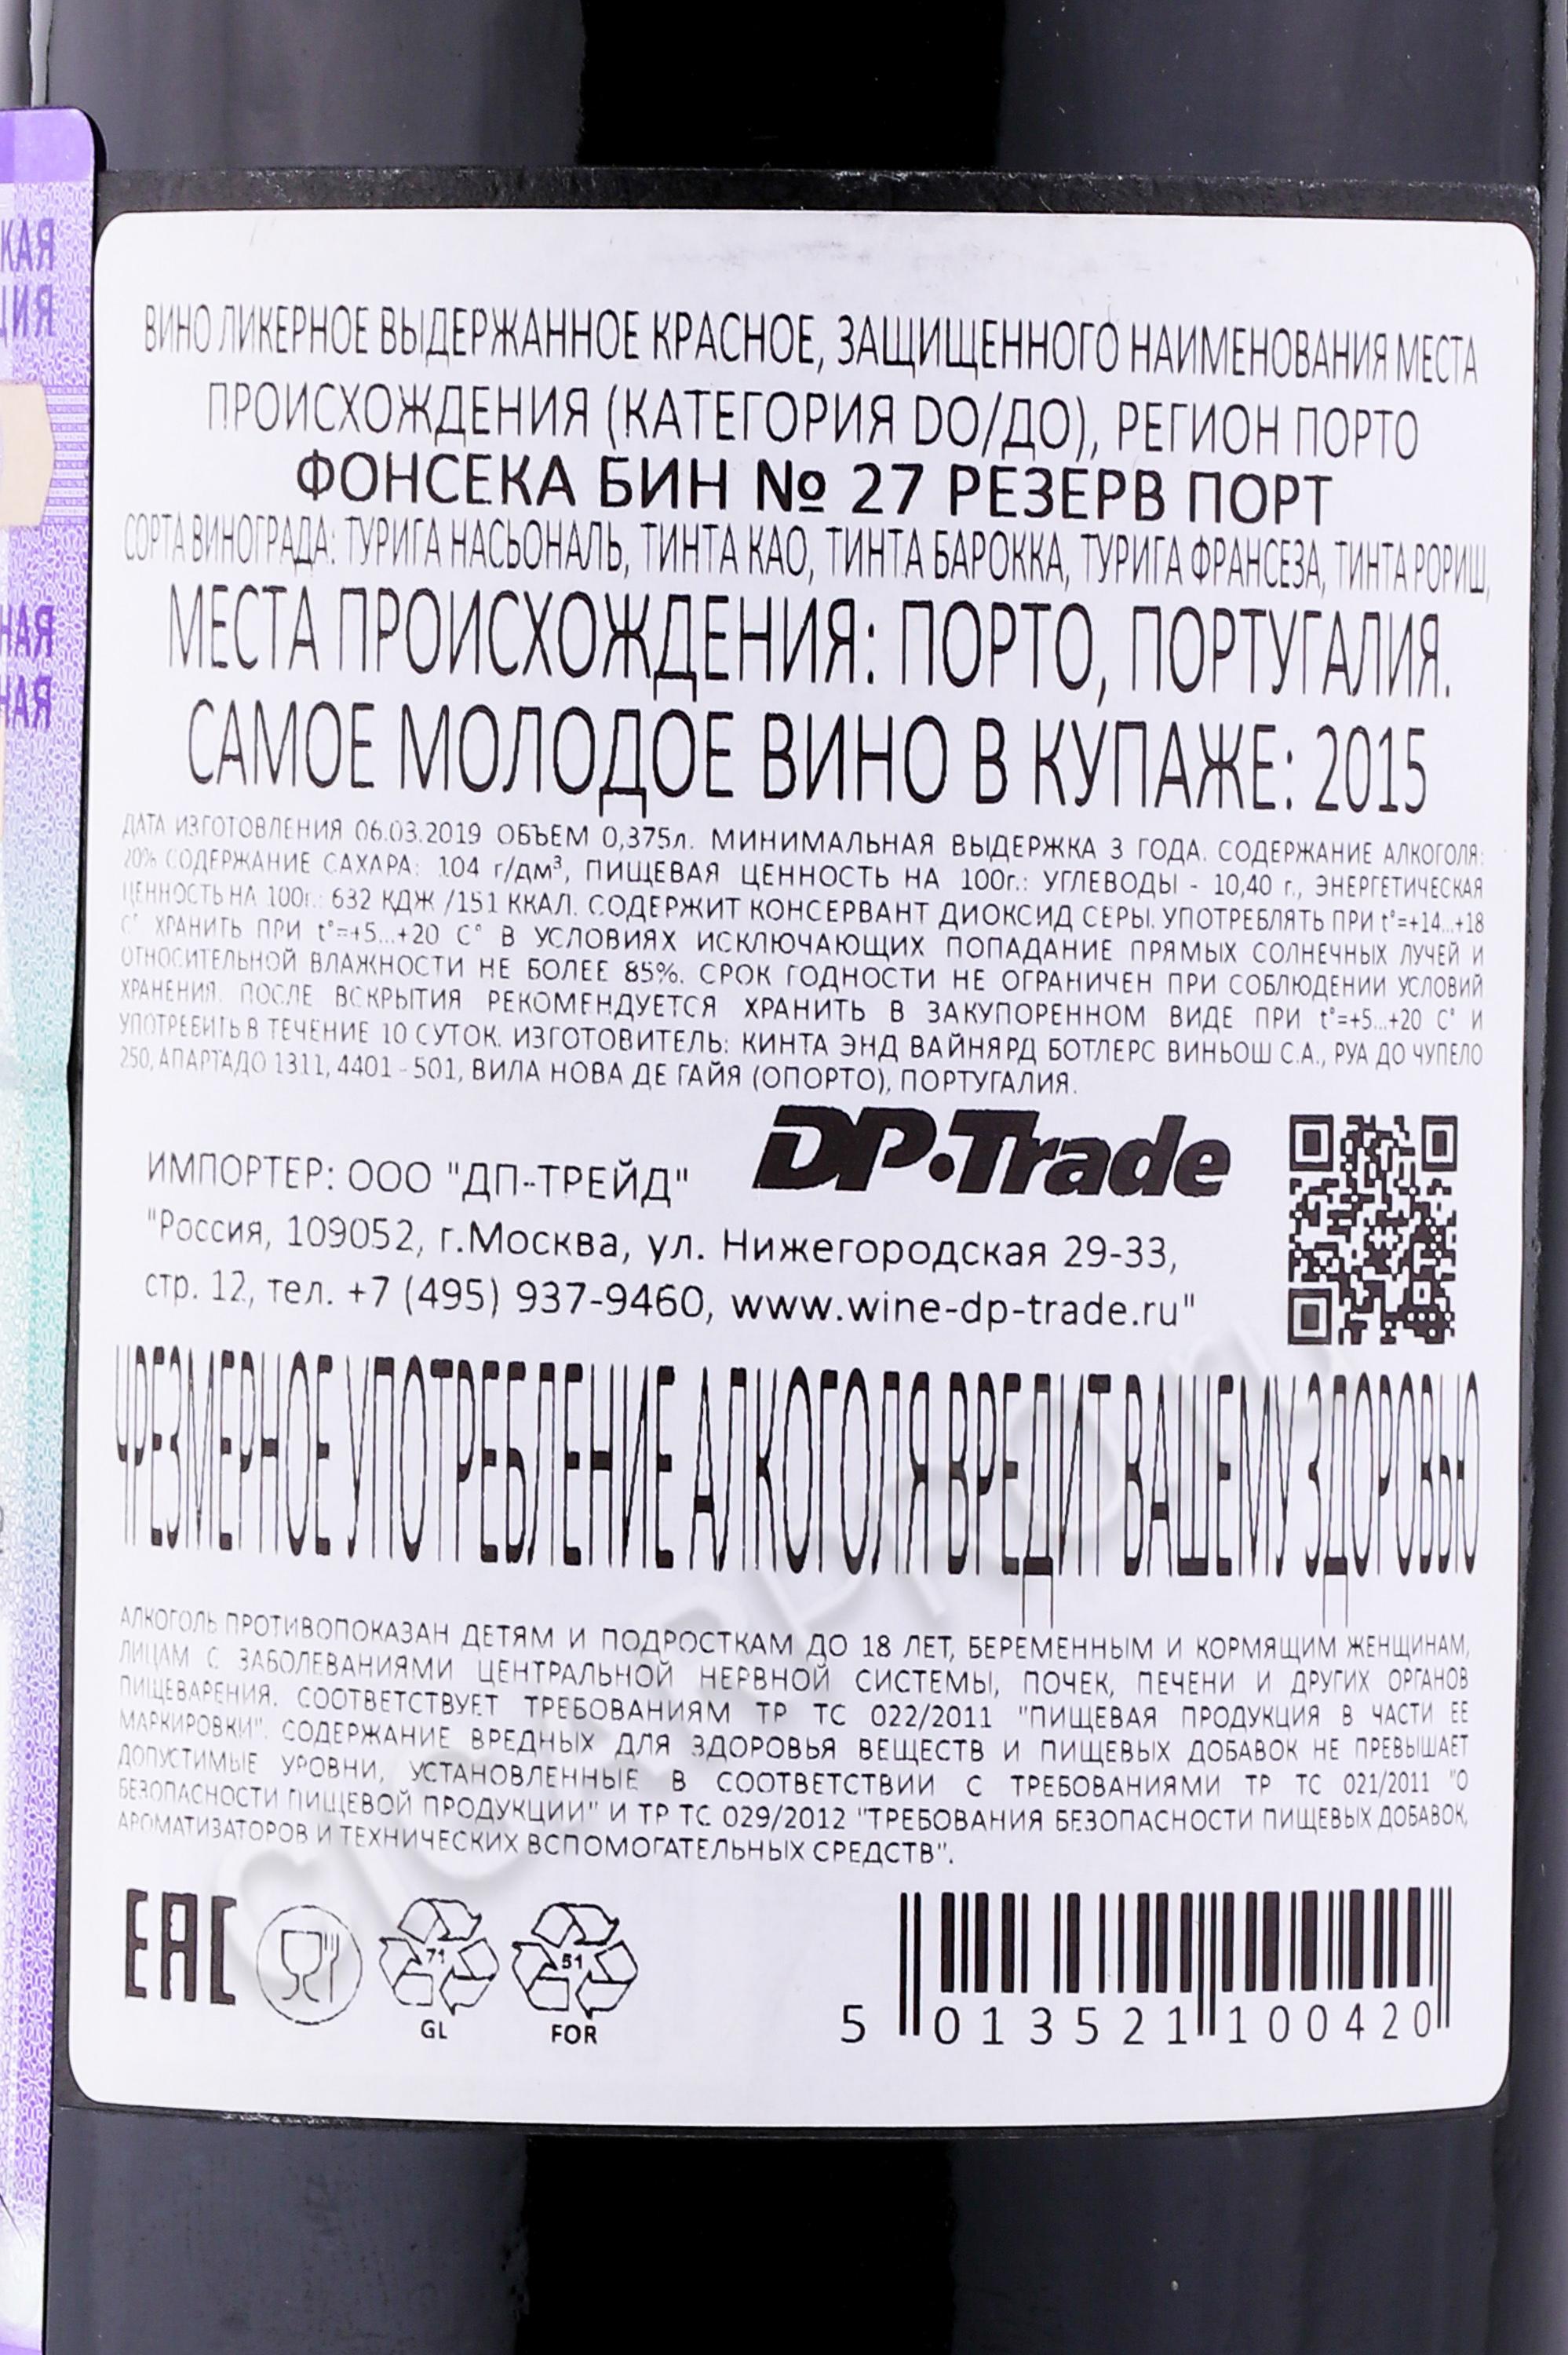 КАЯ
ЦИЯ
НАЯ
НАЯ
ВИНО ЛИКЕРНОЕ ВЫДЕРЖАННОЕ КРАСНОЕ, ЗАЩИЩЕННОГО НАИМЕНОВАНИЯ МЕСТА
ПРОИСХОЖДЕНИЯ (КАТЕГОРИЯ DO/ДО), РЕГИОН ПОРТО
ФОНСЕКА БИН № 27 РЕЗЕРВ ПОРТ
СОРТА ВИНОГРАДА: ТУРИГА НАСЬОНАЛЬ, ТИНТА КАО, ТИНТА БАРОККА, ТУРИГА ФРАНСЕЗА, ТИНТА РОРИШ,
МЕСТА ПРОИСХОЖДЕНИЯ: ПОРТО, ПОРТУГАЛИЯ.
САМОЕ МОЛОДОЕ ВИНО В КУПАЖЕ: 2015
ДАТА ИЗГОТОВЛЕНИЯ 06.03.2019 ОБЪЕМ 0,375л. МИНИМАЛЬНАЯ ВЫДЕРЖКА 3 ГОДА. СОДЕРЖАНИЕ АЛКОГОЛЯ:
20% СОДЕРЖАНИЕ САХАРА: 104 г/дм³, ПИЩЕВАЯ ЦЕННОСТЬ НА 100г.: УГЛЕВОДЫ - 10,40 г., ЭНЕРГЕТИЧЕСКАЯ
ЦЕННОСТЬ НА 100г.: 632 КДЖ /151 ККАЛ. СОДЕРЖИТ КОНСЕРВАНТ ДИОКСИД СЕРЫ. УПОТРЕБЛЯТЬ ПРИ t°=+14...+18
С° ХРАНИТЬ ПРИ t°=+5...+20 С° В УСЛОВИЯХ ИСКЛЮЧАЮЩИХ ПОПАДАНИЕ ПРЯМЫХ СОЛНЕЧНЫХ ЛУЧЕЙ И
ОТНОСИТЕЛЬНОЙ ВЛАЖНОСТИ НЕ БОЛЕЕ 85%. СРОК ГОДНОСТИ НЕ ОГРАНИЧЕН ПРИ СОБЛЮДЕНИИ УСЛОВИЙ
ХРАНЕНИЯ. ПОСЛЕ ВСКРЫТИЯ РЕКОМЕНДУЕТСЯ ХРАНИТЬ В ЗАКУПОРЕННОМ ВИДЕ ПРИ t°=+5...+20 С° И
УПОТРЕБИТЬ В ТЕЧЕНИЕ 10 СУТОК. ИЗГОТОВИТЕЛЬ: КИНТА ЭНД ВАЙНЯРД БОТЛЕРС ВИНЬОШ С.А., РУА ДО ЧУПЕЛО
250, АПАРТАДО 1311, 4401 - 501, ВИЛА НОВА ДЕ ГАЙЯ (ОПОРТО), ПОРТУГАЛИЯ.
DP.Trade
ИМПОРТЕР: ООО "ДП-ТРЕЙД"
"Россия, 109052, г.Москва, ул. Нижегородская 29-33,
стр. 12, тел. +7 (495) 937-9460, www.wine-dp-trade.ru"
ЧРЕЗМЕРНОЕ УПОТРЕБЛЕНИЕ АЛКОГОЛЯ ВРЕДИТ ВАШЕМУ ЗДОРОВЬЮ
АЛКОГОЛЬ ПРОТИВОПОКАЗАН ДЕТЯМ И ПОДРОСТКАМ ДО 18 ЛЕТ, БЕРЕМЕННЫМ И КОРМЯЩИМ ЖЕНЩИНАМ,
ЛИЦАМ С ЗАБОЛЕВАНИЯМИ ЦЕНТРАЛЬНОЙ НЕРВНОЙ СИСТЕМЫ, ПОЧЕК, ПЕЧЕНИ И ДРУГИХ ОРГАНОВ
ПИЩЕВАРЕНИЯ. СООТВЕТСТВУЕТ ТРЕБОВАНИЯМ ТР ТС 022/2011 "ПИЩЕВАЯ ПРОДУКЦИЯ В ЧАСТИ ЕЕ
МАРКИРОВКИ". СОДЕРЖАНИЕ ВРЕДНЫХ ДЛЯ ЗДОРОВЬЯ ВЕЩЕСТВ И ПИЩЕВЫХ ДОБАВОК НЕ ПРЕВЫШАЕТ
ДОПУСТИМЫЕ УРОВНИ, УСТАНОВЛЕННЫЕ В СООТВЕТСТВИИ С ТРЕБОВАНИЯМИ ТР ТС 021/2011 "О
БЕЗОПАСНОСТИ ПИЩЕВОЙ ПРОДУКЦИИ" И ТР ТС 029/2012 "ТРЕБОВАНИЯ БЕЗОПАСНОСТИ ПИЩЕВЫХ ДОБАВОК,
АРОМАТИЗАТОРОВ И ТЕХНИЧЕСКИХ ВСПОМОГАТЕЛЬНЫХ СРЕДСТВ".
CIGARPRO.ru
EAC
71
GL
51
FOR
5 013521 100420